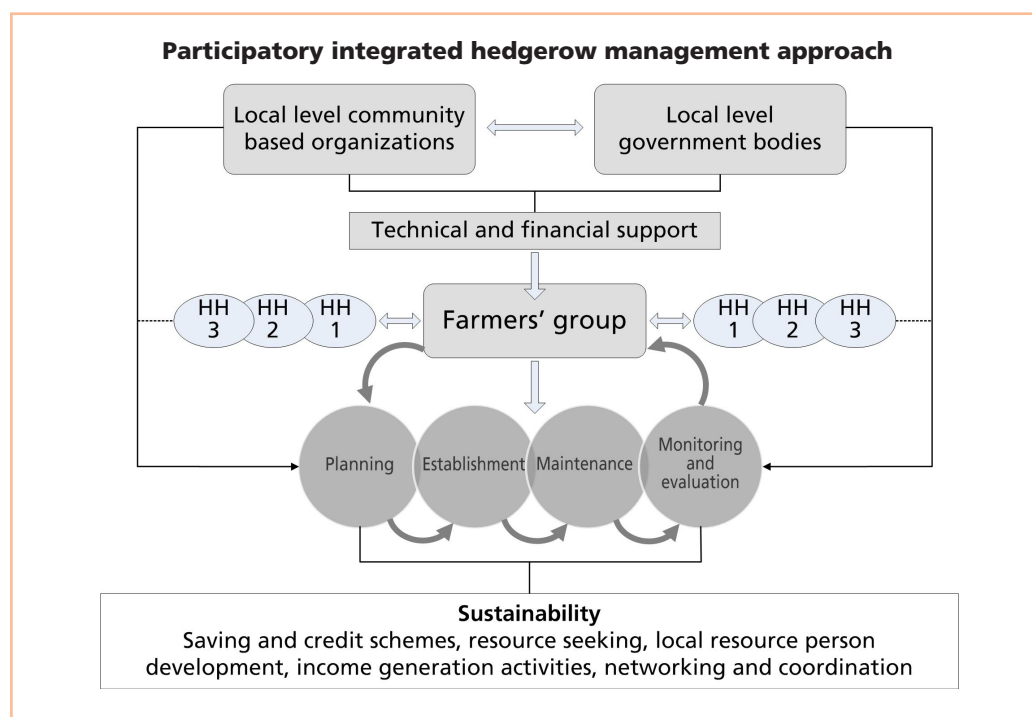 Participatory integrated hedgerow management approach
Local level community
based organizations
Local level
government bodies
Technical and financial support
HH
3
HH
2
HH
1
Farmers’ group
HH
1
HH
2
HH
3
Planning
Establishment
Maintenance
Monitoring
and
evaluation
Sustainability
Saving and credit schemes, resource seeking, local resource person
development, income generation activities, networking and coordination